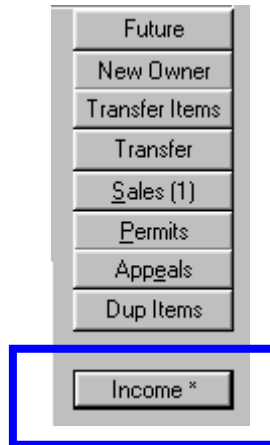 Future
New Owner
Transfer Items
Transfer
Sales (1)
Permits
Appeals
Dup Items
Income *